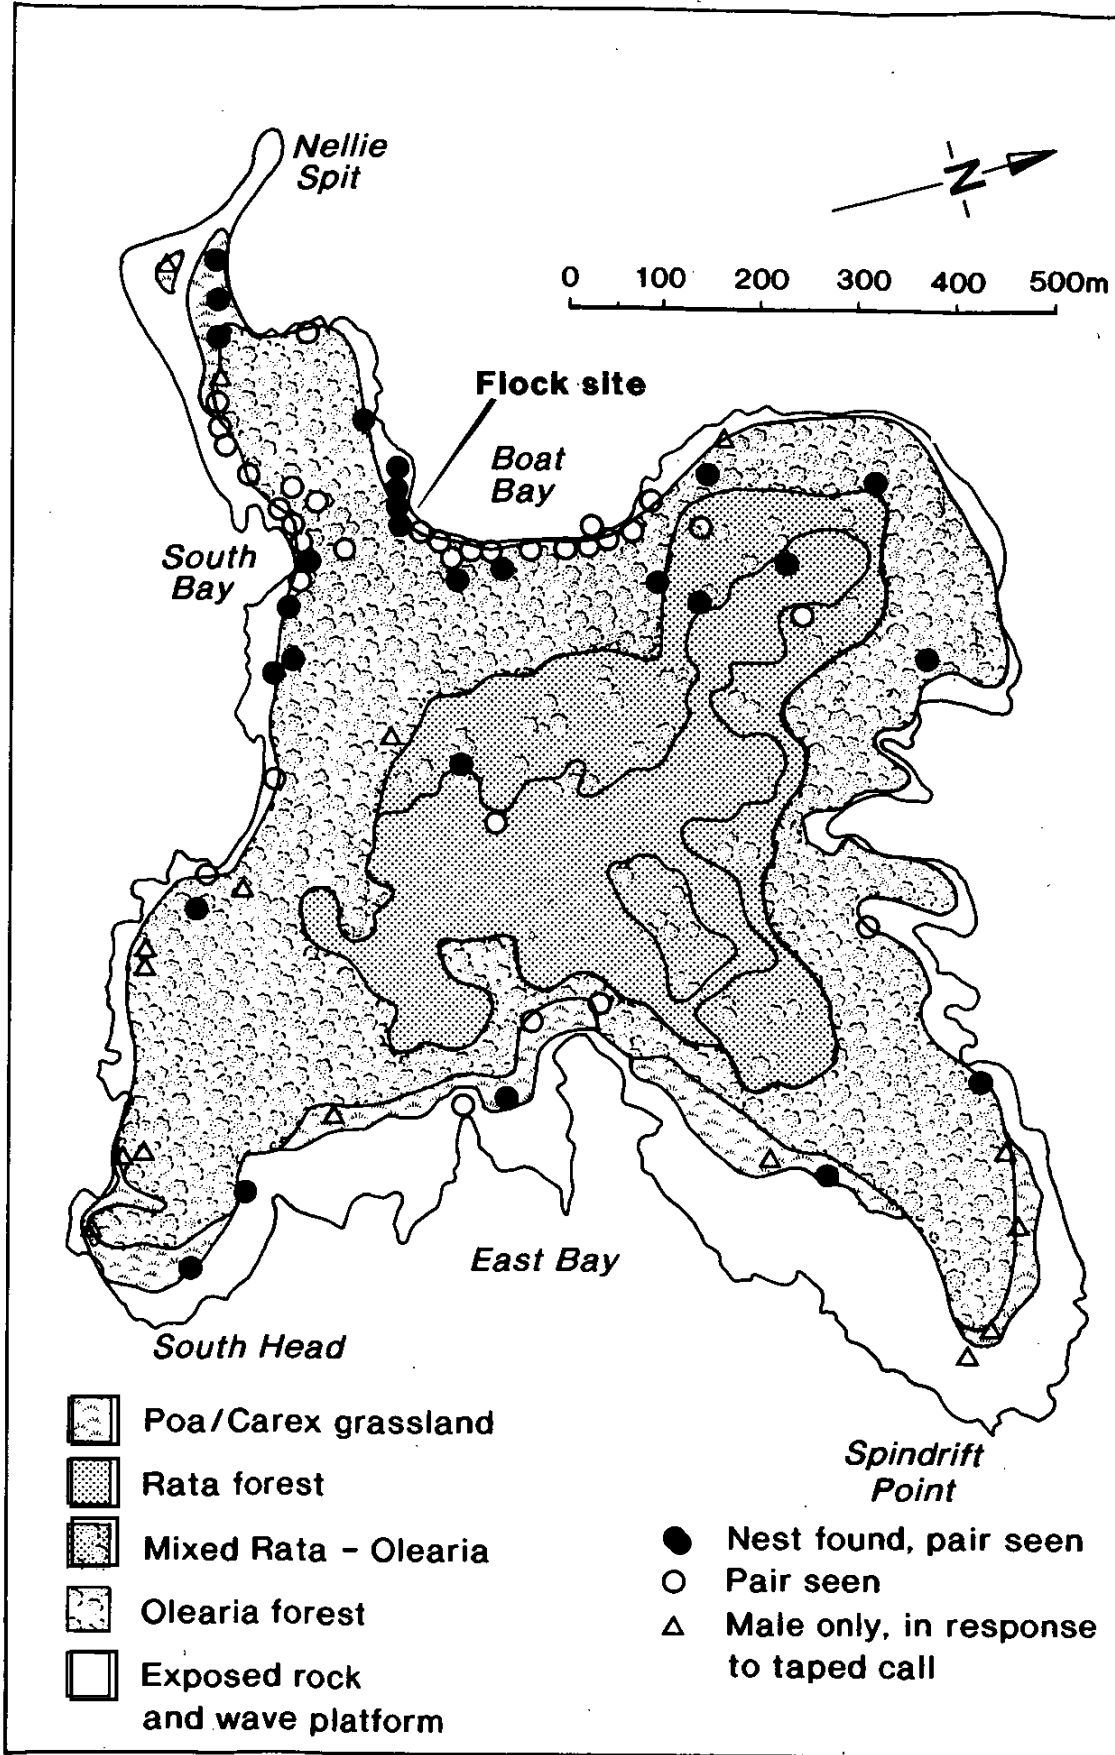 Nellie
Spit
N
0 100 200 300 400 500m
Flock site
Boat
Bay
South
Bay
East Bay
South Head
Spindrift
Point
Poa/Carex grassland
Rata forest
Mixed Rata - Olearia
Olearia forest
Exposed rock
and wave platform
Nest found, pair seen
Pair seen
Male only, in response
to taped call